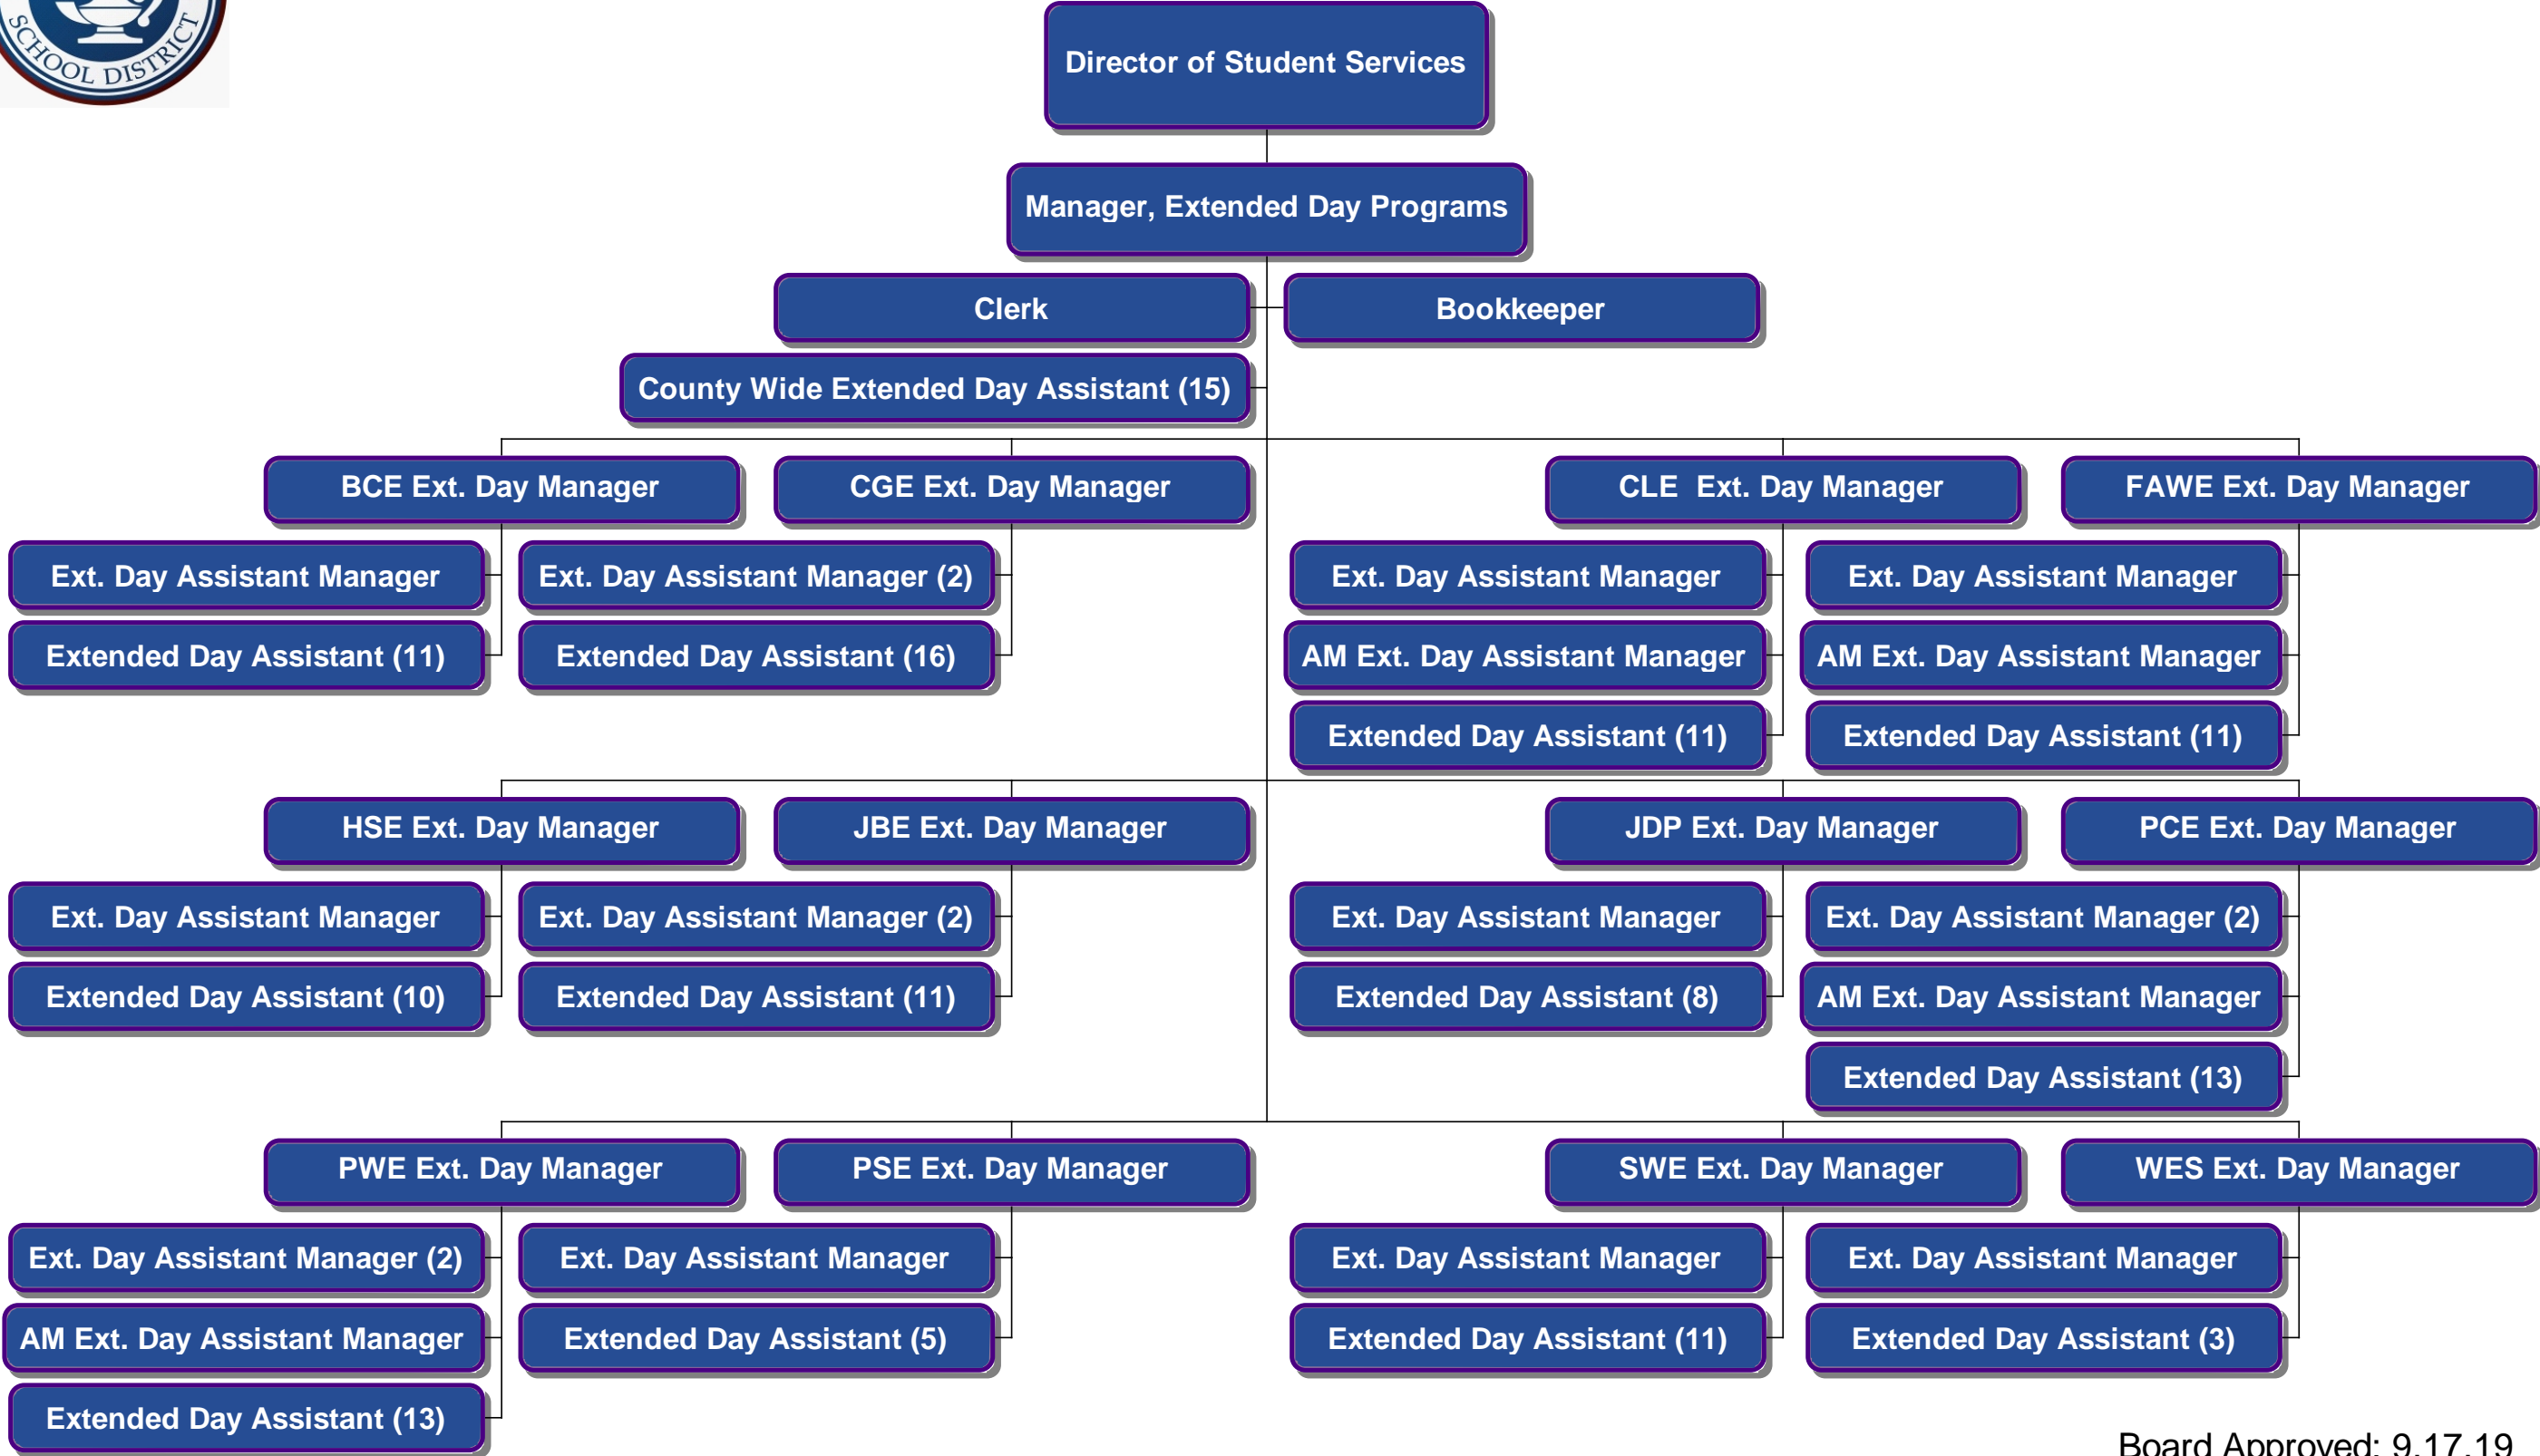 SCHOOL DISTRICT
Director of Student Services
Manager, Extended Day Programs
Clerk
Bookkeeper
County Wide Extended Day Assistant (15)
BCE Ext. Day Manager
Ext. Day Assistant Manager
Extended Day Assistant (11)
CGE Ext. Day Manager
Ext. Day Assistant Manager (2)
Extended Day Assistant (16)
CLE  Ext. Day Manager
Ext. Day Assistant Manager
AM Ext. Day Assistant Manager
Extended Day Assistant (11)
FAWE Ext. Day Manager
Ext. Day Assistant Manager
AM Ext. Day Assistant Manager
Extended Day Assistant (11)
HSE Ext. Day Manager
Ext. Day Assistant Manager
Extended Day Assistant (10)
JBE Ext. Day Manager
Ext. Day Assistant Manager (2)
Extended Day Assistant (11)
JDP Ext. Day Manager
Ext. Day Assistant Manager
Extended Day Assistant (8)
PCE Ext. Day Manager
Ext. Day Assistant Manager (2)
AM Ext. Day Assistant Manager
Extended Day Assistant (13)
PWE Ext. Day Manager
Ext. Day Assistant Manager (2)
AM Ext. Day Assistant Manager
Extended Day Assistant (13)
PSE Ext. Day Manager
Ext. Day Assistant Manager
Extended Day Assistant (5)
SWE Ext. Day Manager
Ext. Day Assistant Manager
Extended Day Assistant (11)
WES Ext. Day Manager
Ext. Day Assistant Manager
Extended Day Assistant (3)
Board Approved: 9.17.19